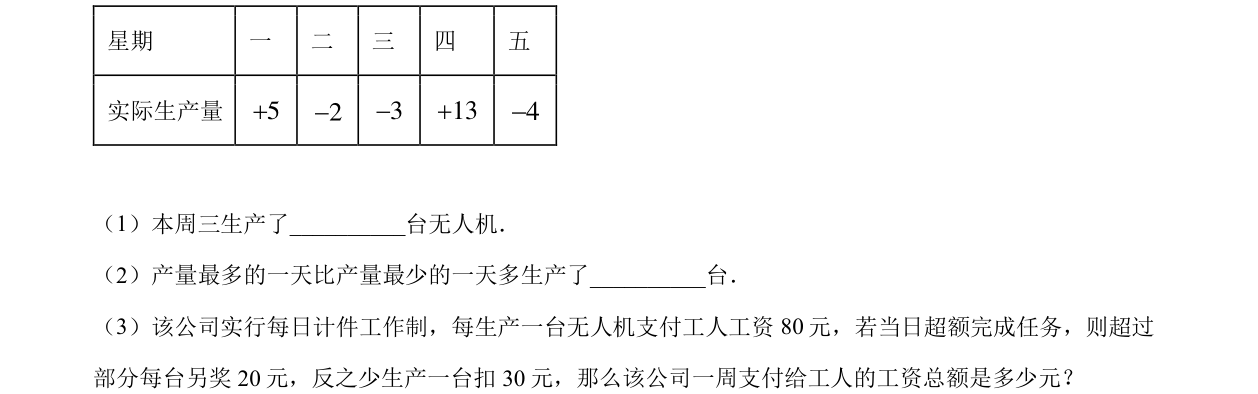 星期 一 二 三 四 五
实际生产量 +5 −2 −3 +13 −4
（1）本周三生产了__________台无人机．
（2）产量最多的一天比产量最少的一天多生产了__________台．
（3）该公司实行每日计件工作制，每生产一台无人机支付工人工资 80 元，若当日超额完成任务，则超过
部分每台另奖 20 元，反之少生产一台扣 30 元，那么该公司一周支付给工人的工资总额是多少元？